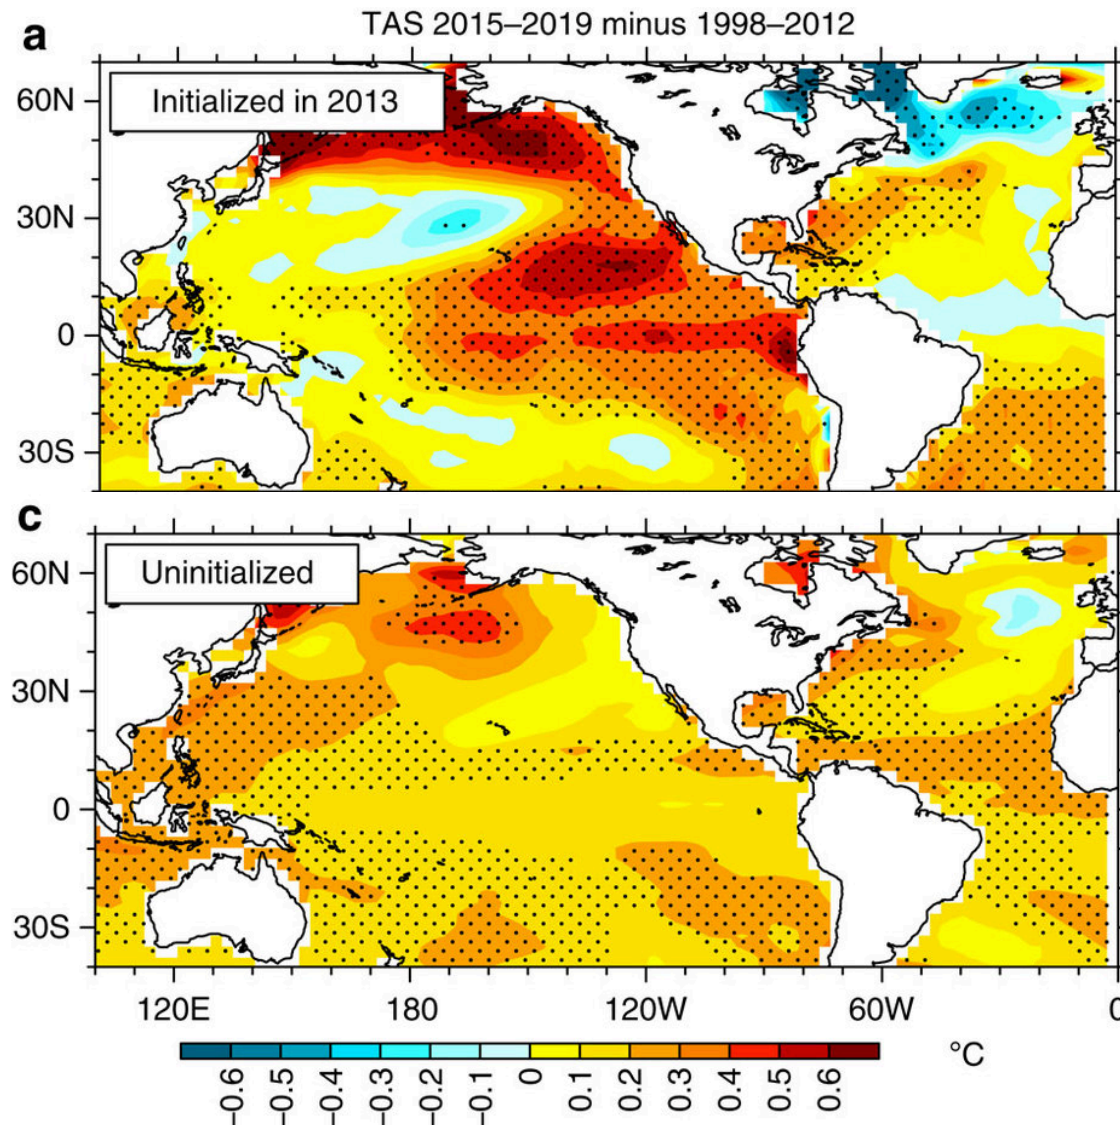 a
TAS 2015–2019 minus 1998–2012
Initialized in 2013
60N
30N
0
30S
c
Uninitialized
60N
30N
0
30S
120E 180 120W 60W 0
°C
−0.6 −0.5 −0.4 −0.3 −0.2 −0.1 0 0.1 0.2 0.3 0.4 0.5 0.6